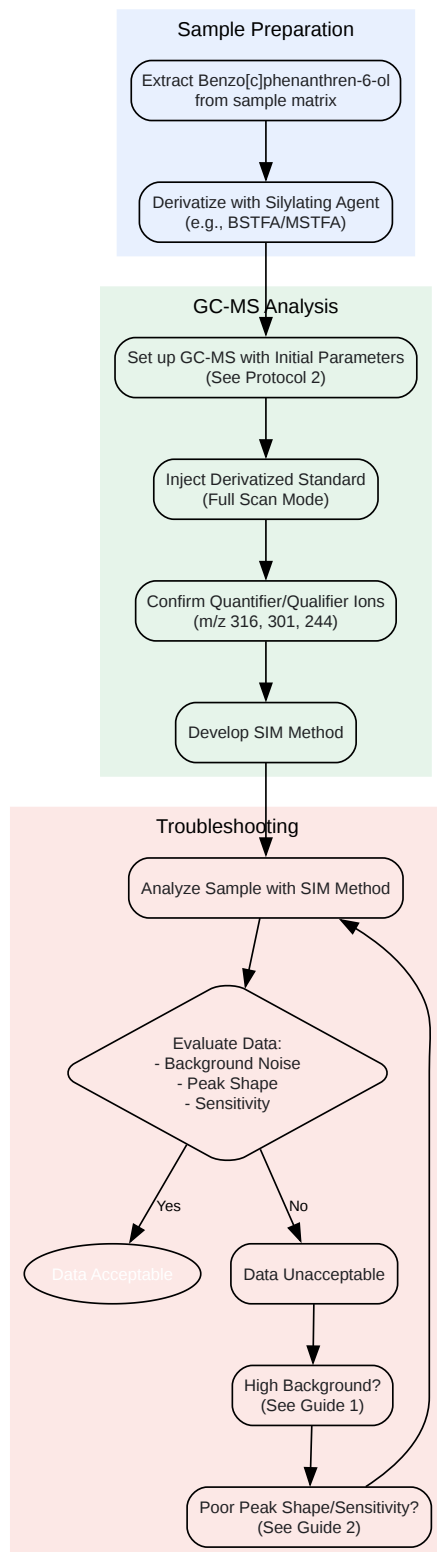 Sample Preparation
Extract Benzo[c]phenanthren-6-ol
from sample matrix
Derivatize with Silylating Agent
(e.g., BSTFA/MSTFA)
GC-MS Analysis
Set up GC-MS with Initial Parameters
(See Protocol 2)
Inject Derivatized Standard
(Full Scan Mode)
Confirm Quantifier/Qualifier Ions
(m/z 316, 301, 244)
Develop SIM Method
Troubleshooting
Analyze Sample with SIM Method
Evaluate Data:
- Background Noise
- Peak Shape
- Sensitivity
Yes
No
Data Acceptable
Data Unacceptable
High Background?
(See Guide 1)
Poor Peak Shape/Sensitivity?
(See Guide 2)